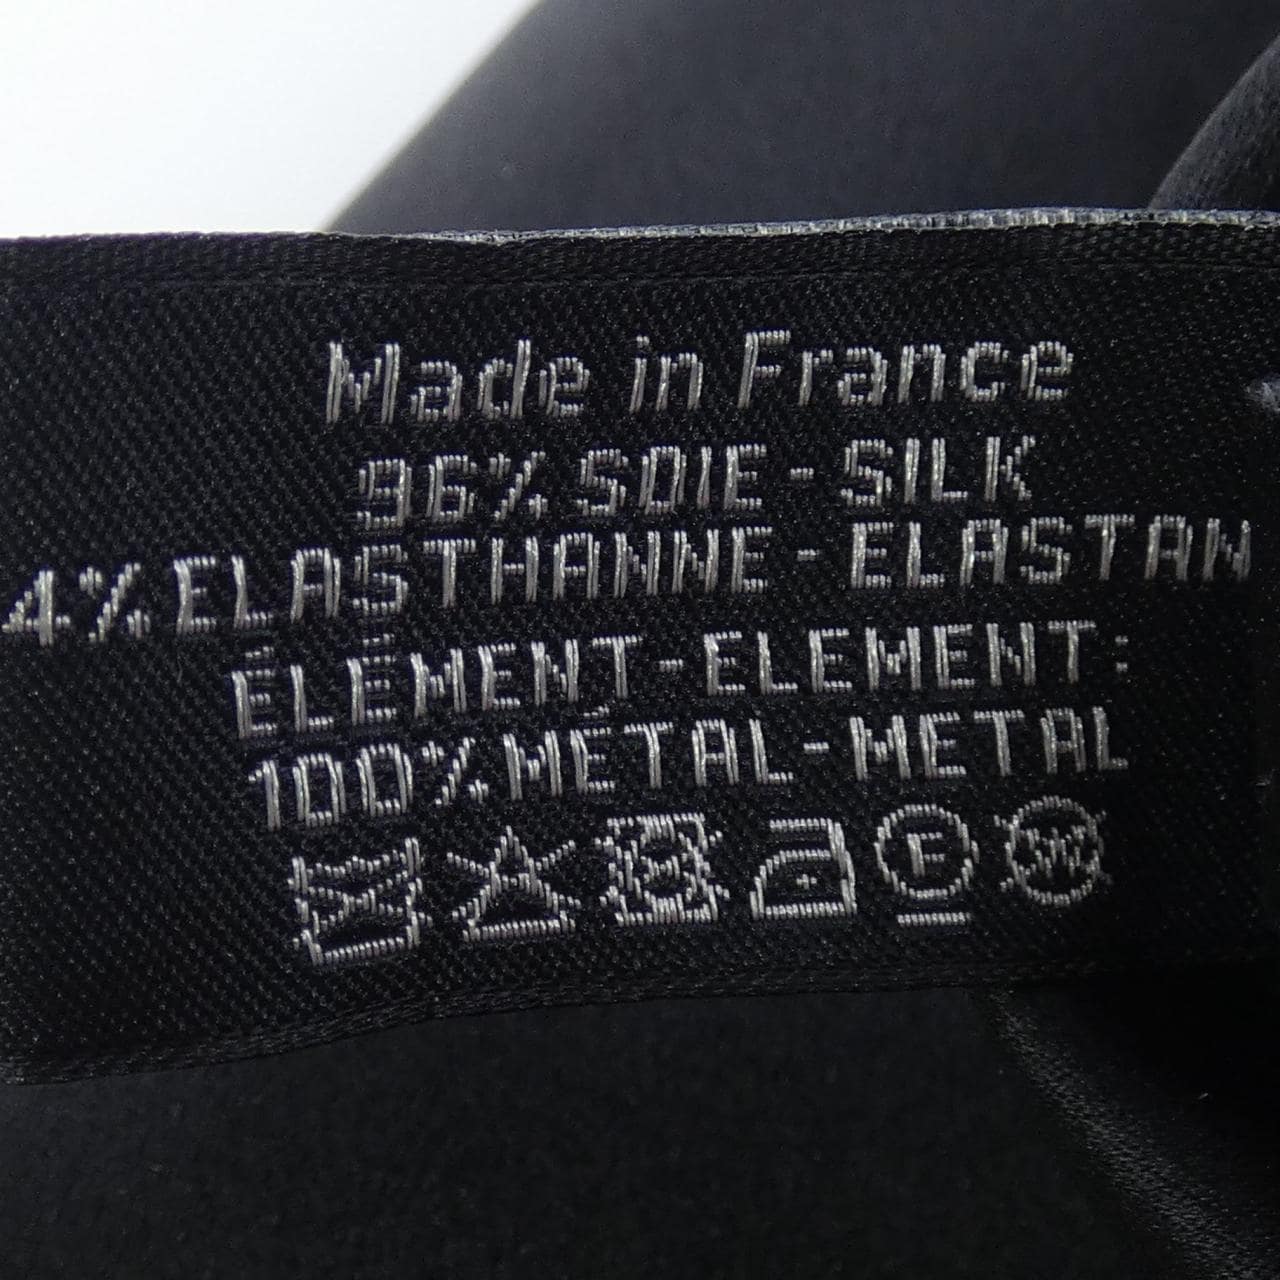 Made in France
96% SOIE - SILK
4% ELASTHANNE - ELASTAN
ÉLÉMENT - ELEMENT:
100% MÉTAL - METAL
F W